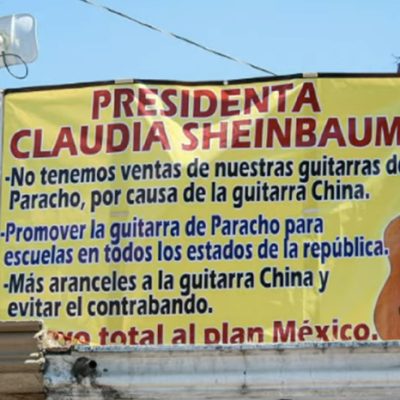 PRESIDENTA
CLAUDIA SHEINBAUM
-No tenemos ventas de nuestras guitarras de
Paracho, por causa de la guitarra China.
-Promover la guitarra de Paracho para
escuelas en todos los estados de la república.
-Más aranceles a la guitarra China y
evitar el contrabando.
total al plan México.